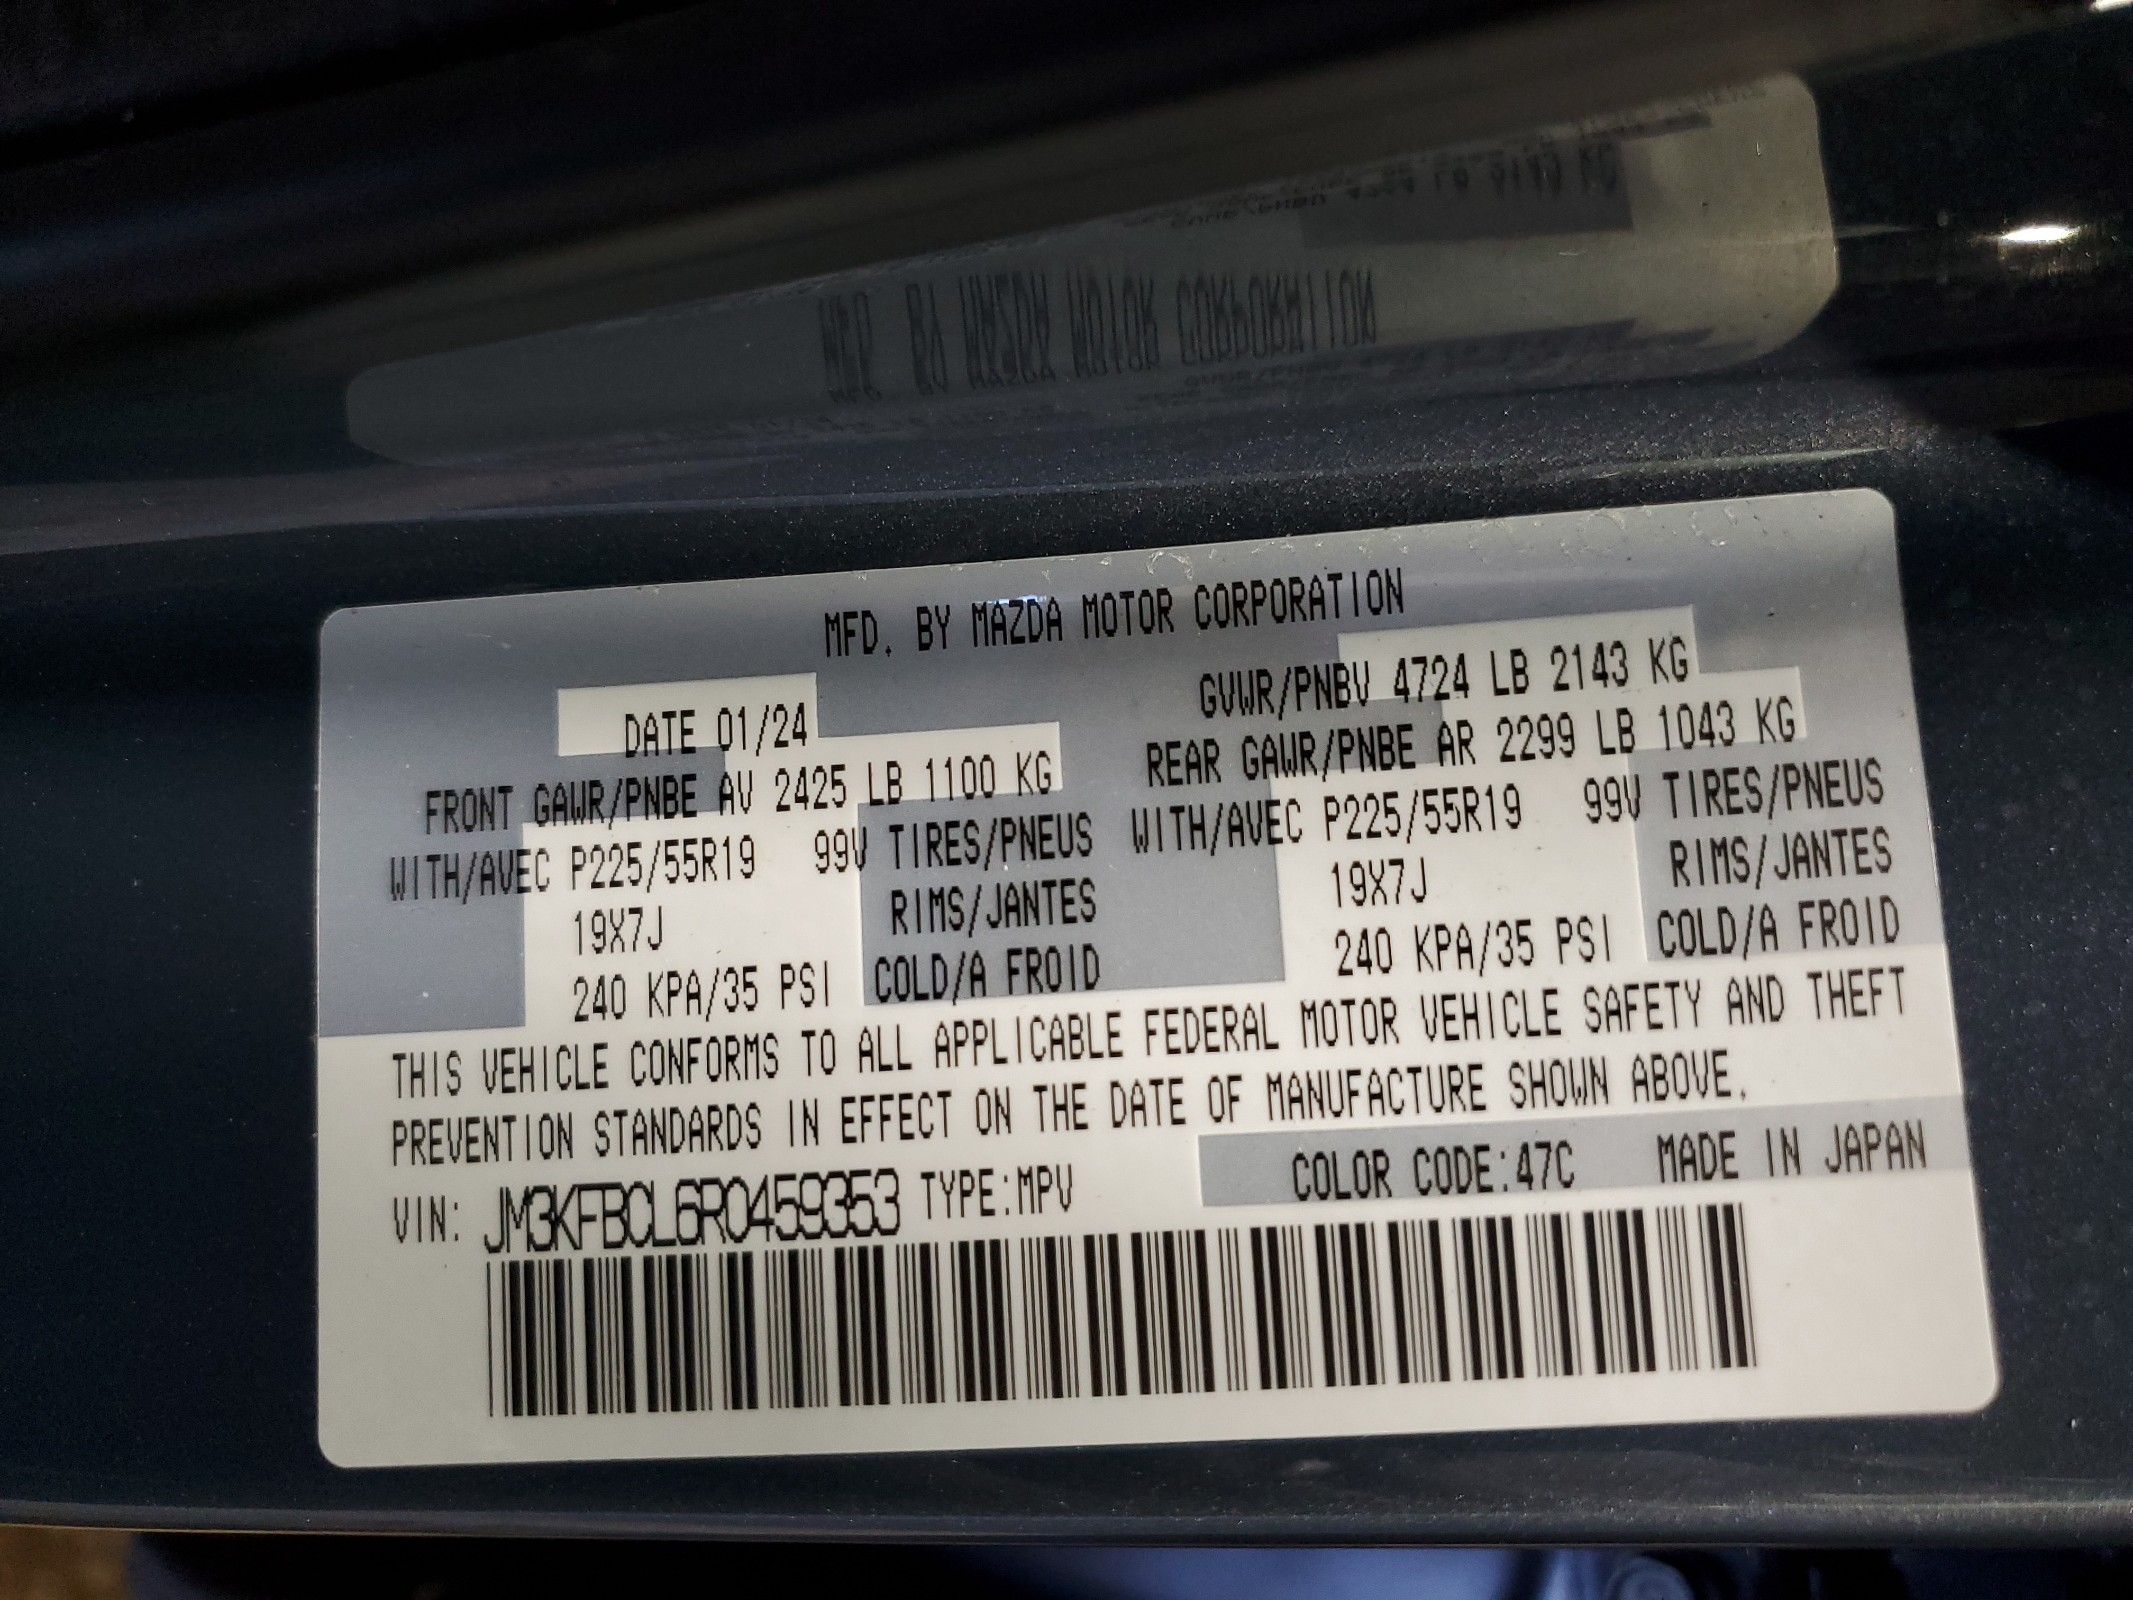 MFD. BY MAZDA MOTOR CORPORATION
DATE 01/24
GVWR/PNBV 4724 LB 2143 KG
FRONT GAWR/PNBE AV 2425 LB 1100 KG
REAR GAWR/PNBE AR 2299 LB 1043 KG
WITH/AVEC P225/55R19 99V TIRES/PNEUS
WITH/AVEC P225/55R19 99V TIRES/PNEUS
19X7J RIMS/JANTES
19X7J RIMS/JANTES
240 KPA/35 PSI COLD/A FROID
240 KPA/35 PSI COLD/A FROID
THIS VEHICLE CONFORMS TO ALL APPLICABLE FEDERAL MOTOR VEHICLE SAFETY AND THEFT
PREVENTION STANDARDS IN EFFECT ON THE DATE OF MANUFACTURE SHOWN ABOVE.
VIN: JM3KFBCL6R0459353 TYPE:MPV COLOR CODE:47C MADE IN JAPAN